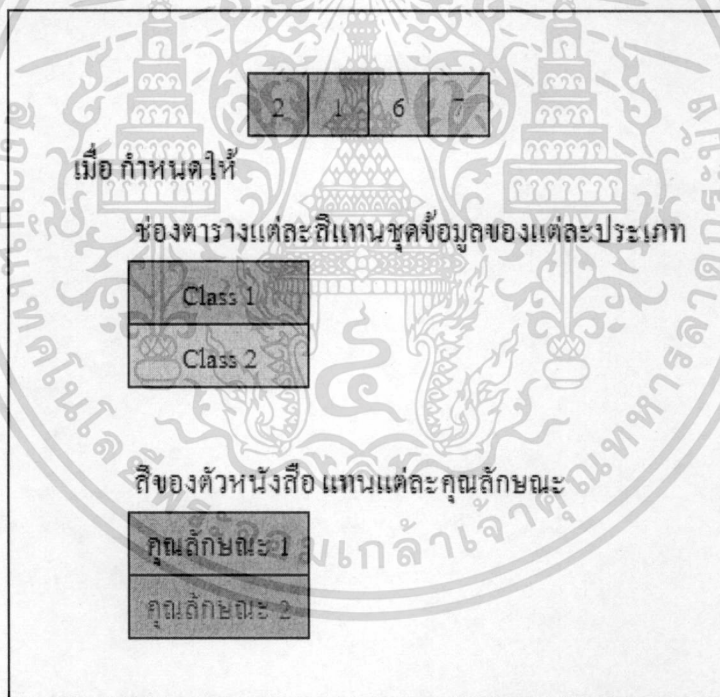 2 1 6 7
เมื่อ กำหนดให้
ช่องตารางแต่ละสีแทนชุดข้อมูลของแต่ละประเภท
Class 1
Class 2
สีของตัวหนังสือ แทนแต่ละคุณลักษณะ
คุณลักษณะ 1
คุณลักษณะ 2